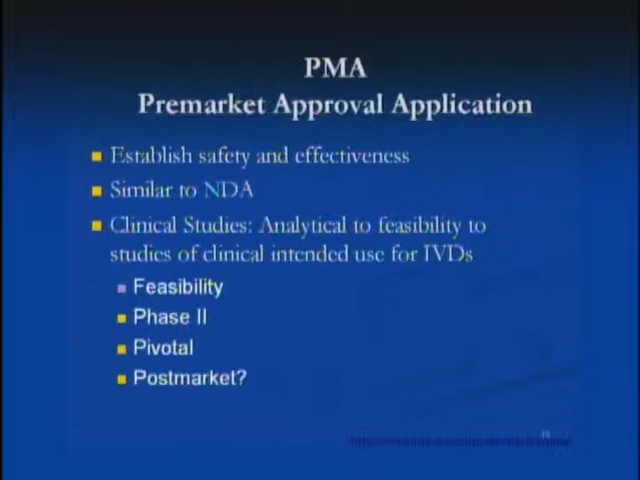 PMA
Premarket Approval Application
Establish safety and effectiveness
Similar to NDA
Clinical Studies: Analytical to feasibility to
studies of clinical intended use for IVDs
Feasibility
Phase II
Pivotal
Postmarket?